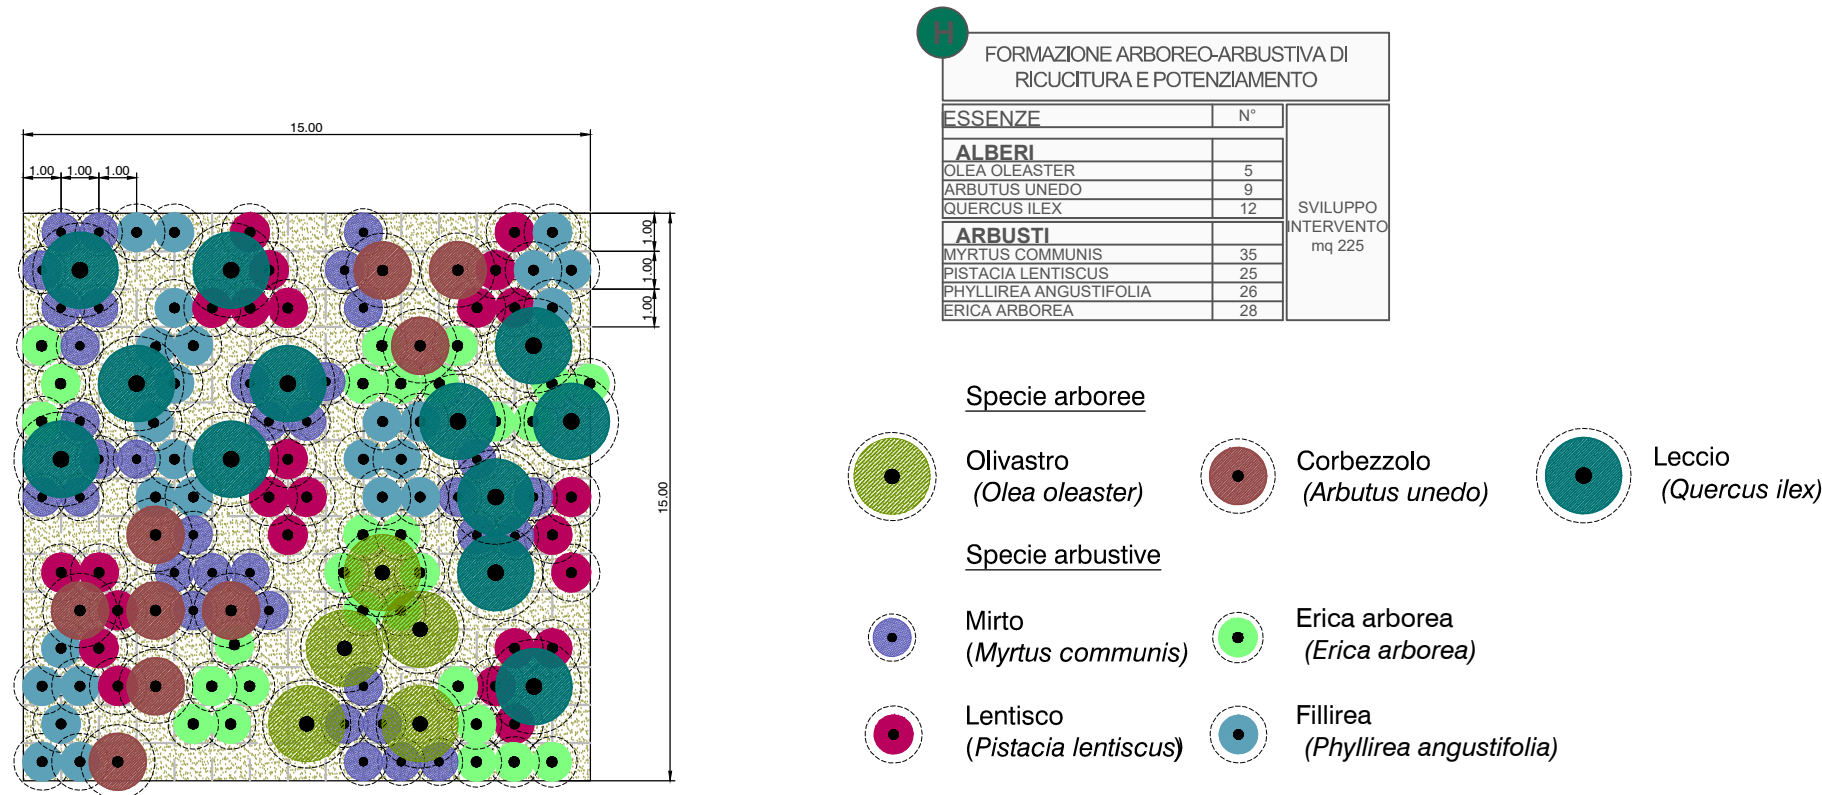 15.00
1.00 1.00 1.00
1.00
1.00
1.00
15.00
H
FORMAZIONE ARBOREO-ARBUSTIVA DI
RICUCITURA E POTENZIAMENTO
ESSENZE N°
ALBERI
OLEA OLEASTER 5
ARBUTUS UNEDO 9
QUERCUS ILEX 12
ARBUSTI
MYRTUS COMMUNIS 35
PISTACIA LENTISCUS 25
PHYLLIREA ANGUSTIFOLIA 26
ERICA ARBOREA 28
SVILUPPO
INTERVENTO
mq 225
Specie arboree
Olivastro
(Olea oleaster)
Corbezzolo
(Arbutus unedo)
Leccio
(Quercus ilex)
Specie arbustive
Mirto
(Myrtus communis)
Erica arborea
(Erica arborea)
Lentisco
(Pistacia lentiscus)
Fillirea
(Phyllirea angustifolia)